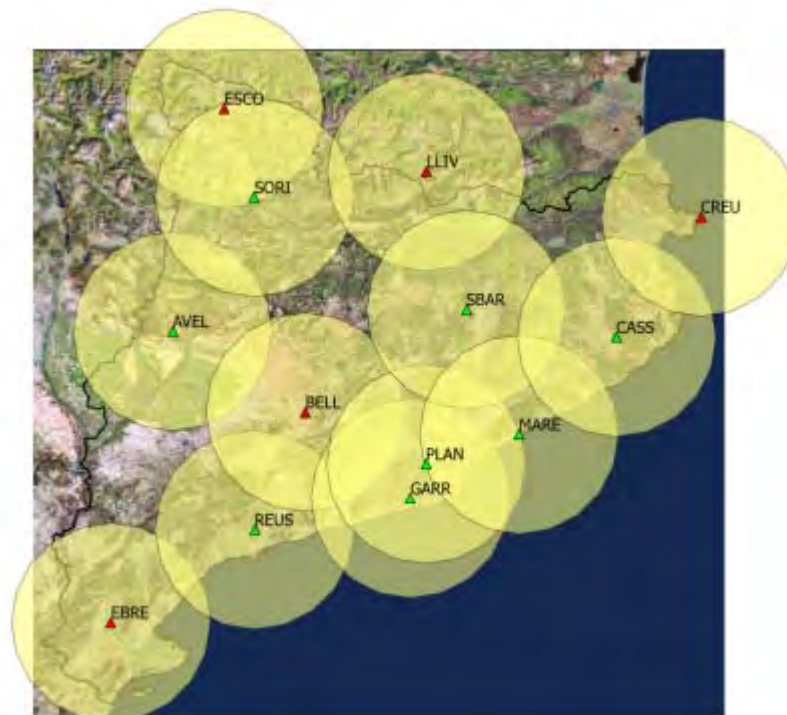 ESCO
LLIV
SORI
CREU
SBAR
AVEL
CASS
BELL
MARE
PLAN
GARR
REUS
EBRE